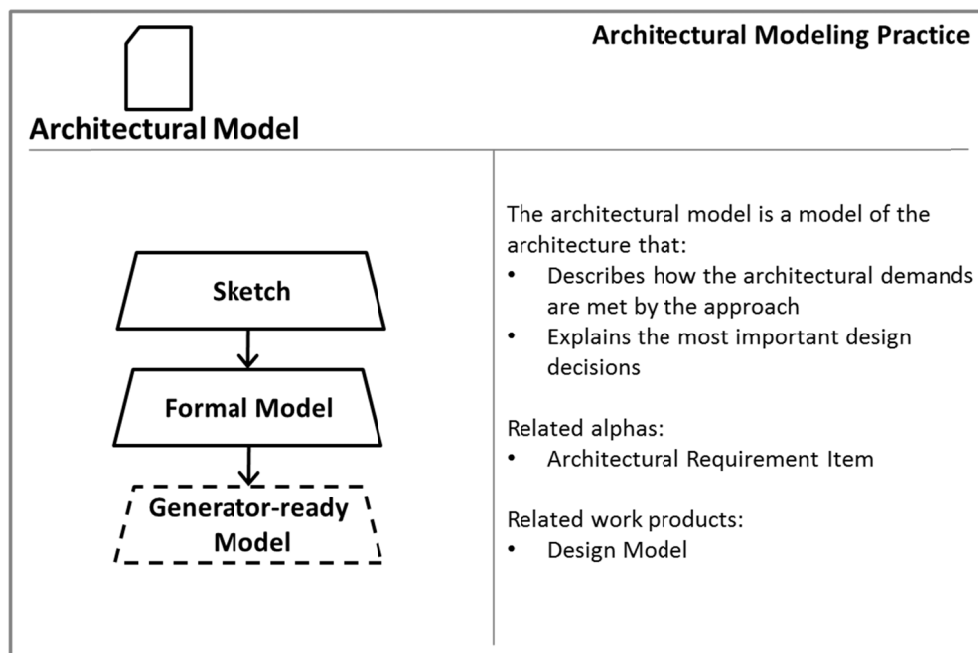 Architectural Modeling Practice
Architectural Model
Sketch
Formal Model
Generator-ready
Model
The architectural model is a model of the
architecture that:
• Describes how the architectural demands
are met by the approach
• Explains the most important design
decisions
Related alphas:
• Architectural Requirement Item
Related work products:
• Design Model